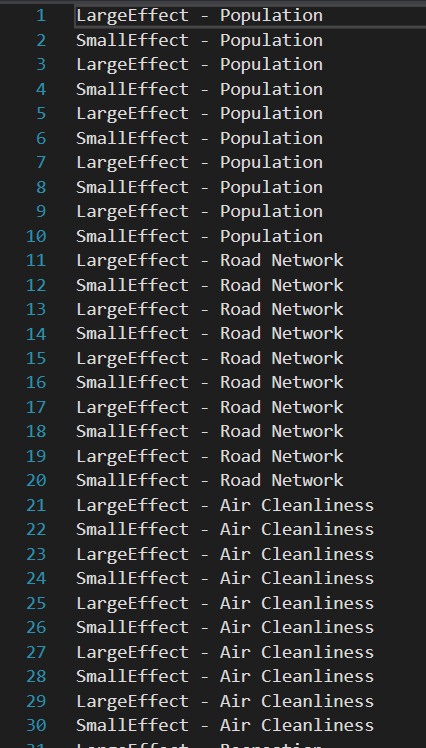 1 LargeEffect - Population
2 SmallEffect - Population
3 LargeEffect - Population
4 SmallEffect - Population
5 LargeEffect - Population
6 SmallEffect - Population
7 LargeEffect - Population
8 SmallEffect - Population
9 LargeEffect - Population
10 SmallEffect - Population
11 LargeEffect - Road Network
12 SmallEffect - Road Network
13 LargeEffect - Road Network
14 SmallEffect - Road Network
15 LargeEffect - Road Network
16 SmallEffect - Road Network
17 LargeEffect - Road Network
18 SmallEffect - Road Network
19 LargeEffect - Road Network
20 SmallEffect - Road Network
21 LargeEffect - Air Cleanliness
22 SmallEffect - Air Cleanliness
23 LargeEffect - Air Cleanliness
24 SmallEffect - Air Cleanliness
25 LargeEffect - Air Cleanliness
26 SmallEffect - Air Cleanliness
27 LargeEffect - Air Cleanliness
28 SmallEffect - Air Cleanliness
29 LargeEffect - Air Cleanliness
30 SmallEffect - Air Cleanliness
31 LargeEffect -